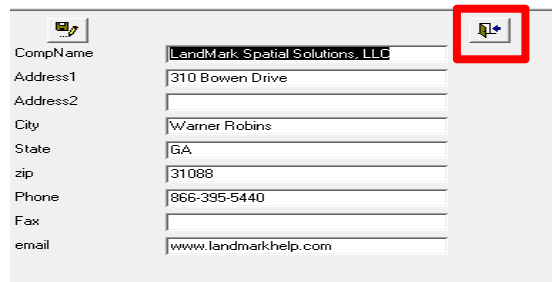 CompName LandMark Spatial Solutions, LLC
Address1 310 Bowen Drive
Address2
City Warner Robins
State GA
zip 31088
Phone 866-395-5440
Fax
email www.landmarkhelp.com